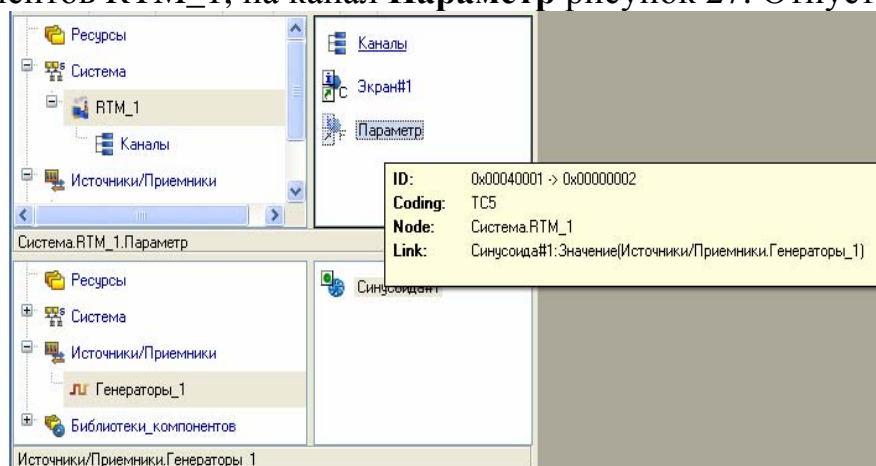 ментов RTM_1, на канал Параметр рисунок 27. Отпуст
Ресурсы
Система
RTM_1
Каналы
Источники/Приемники
Система.RTM_1.Параметр
Каналы
Экран#1
Параметр
ID: 0x00040001 -> 0x00000002
Coding: TC5
Node: Система.RTM_1
Link: Синусоида#1:Значение(Источники/Приемники.Генераторы_1)
Ресурсы
Система
Источники/Приемники
Генераторы_1
Библиотеки_компонентов
Источники/Приемники.Генераторы_1
Синусоида#1